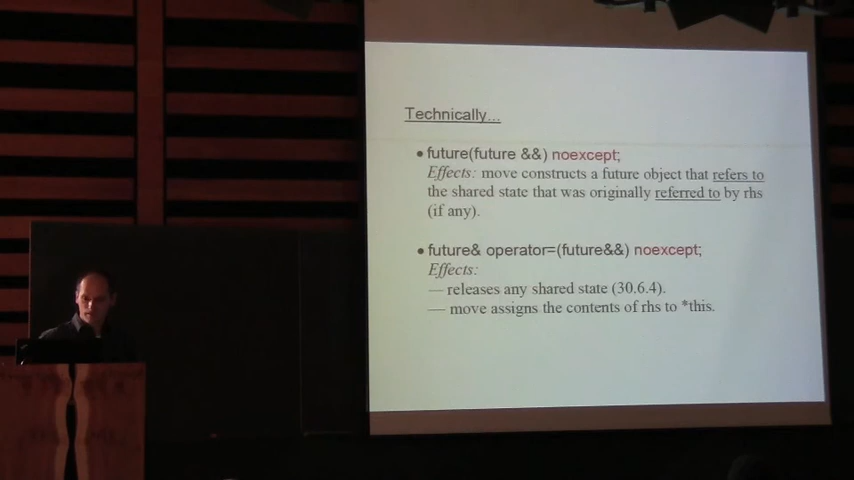 Technically...
• future(future &&) noexcept;
Effects: move constructs a future object that refers to
the shared state that was originally referred to by rhs
(if any).
• future& operator=(future&&) noexcept;
Effects:
— releases any shared state (30.6.4).
— move assigns the contents of rhs to *this.